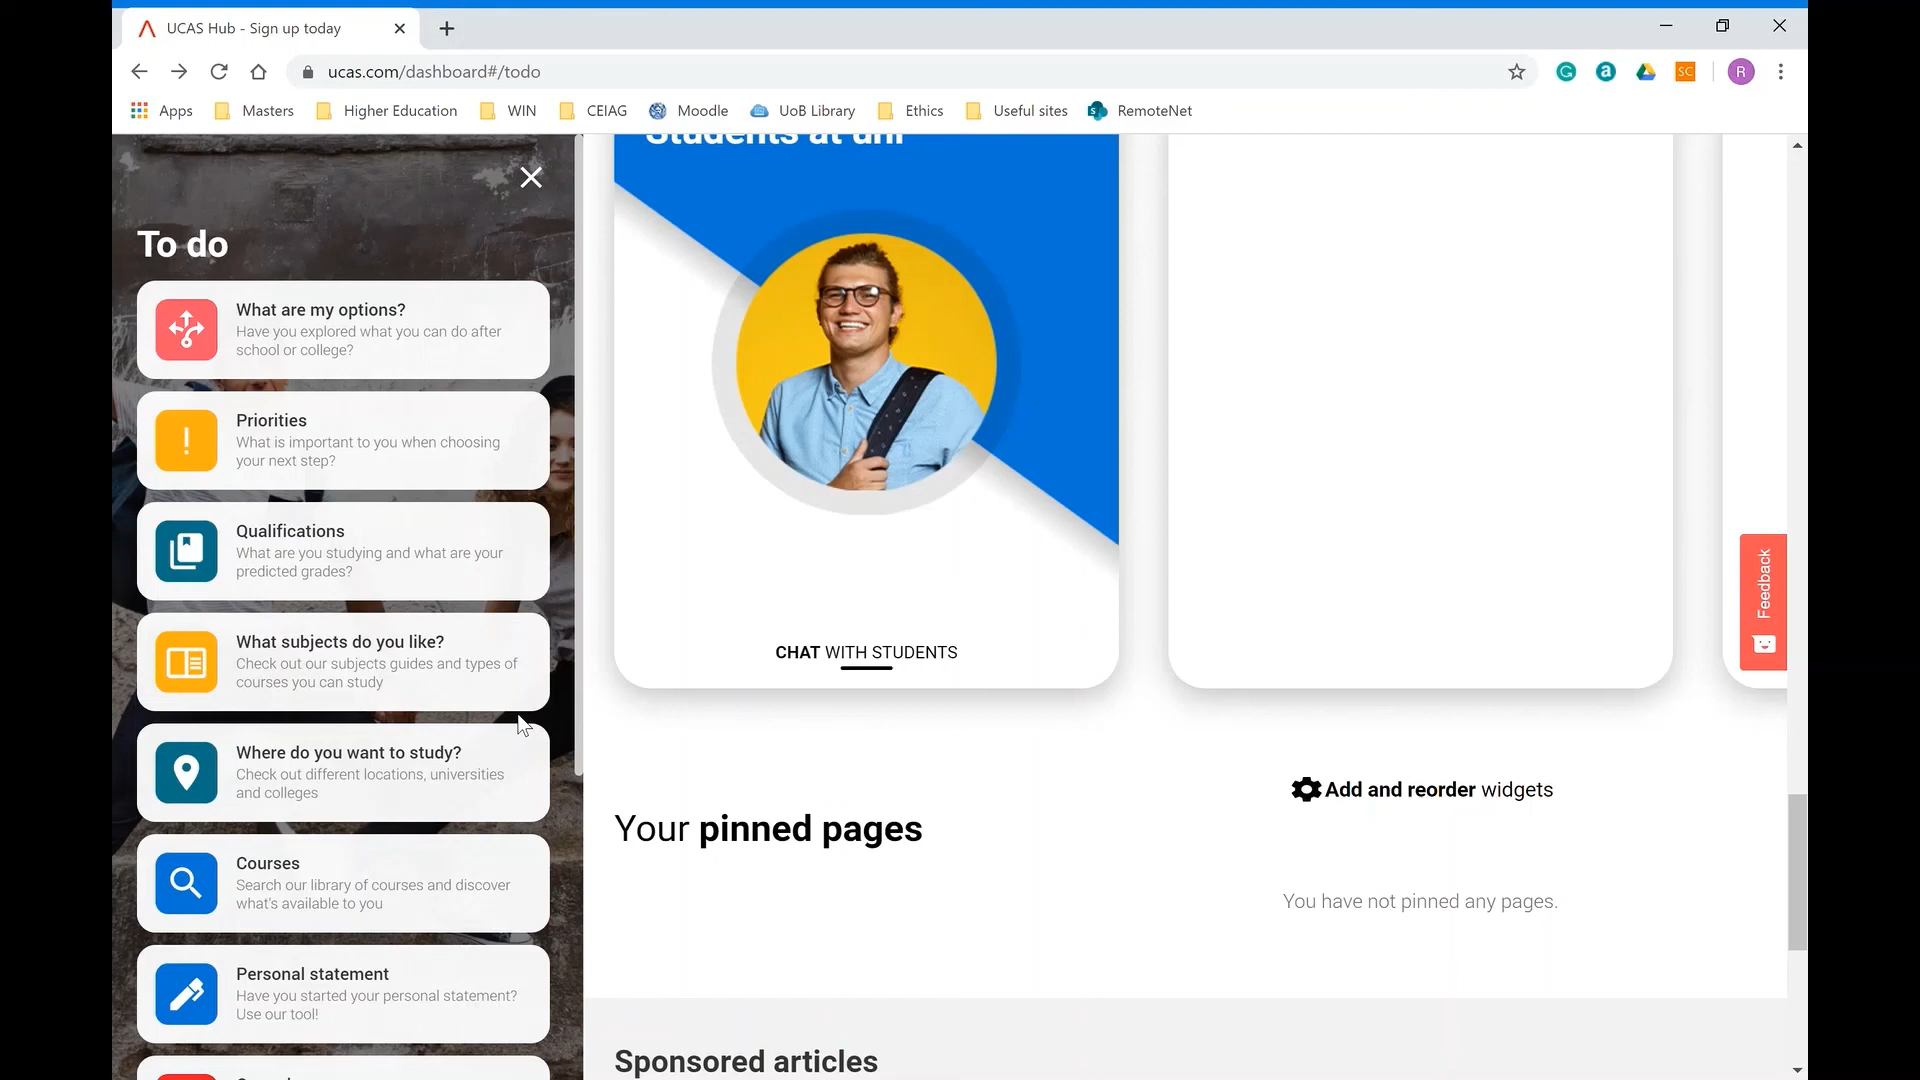 UCAS Hub - Sign up today
ucas.com/dashboard#/todo
SC
R
Apps
Masters
Higher Education
WIN
CEIAG
Moodle
UoB Library
Ethics
Useful sites
RemoteNet
To do
What are my options?
Have you explored what you can do after
school or college?
Priorities
What is important to you when choosing
your next step?
Qualifications
What are you studying and what are your
predicted grades?
What subjects do you like?
Check out our subjects guides and types of
courses you can study
Where do you want to study?
Check out different locations, universities
and colleges
Courses
Search our library of courses and discover
what's available to you
Personal statement
Have you started your personal statement?
Use our tool!
Students at uni
CHAT WITH STUDENTS
Feedback
Add and reorder widgets
Your pinned pages
You have not pinned any pages.
Sponsored articles